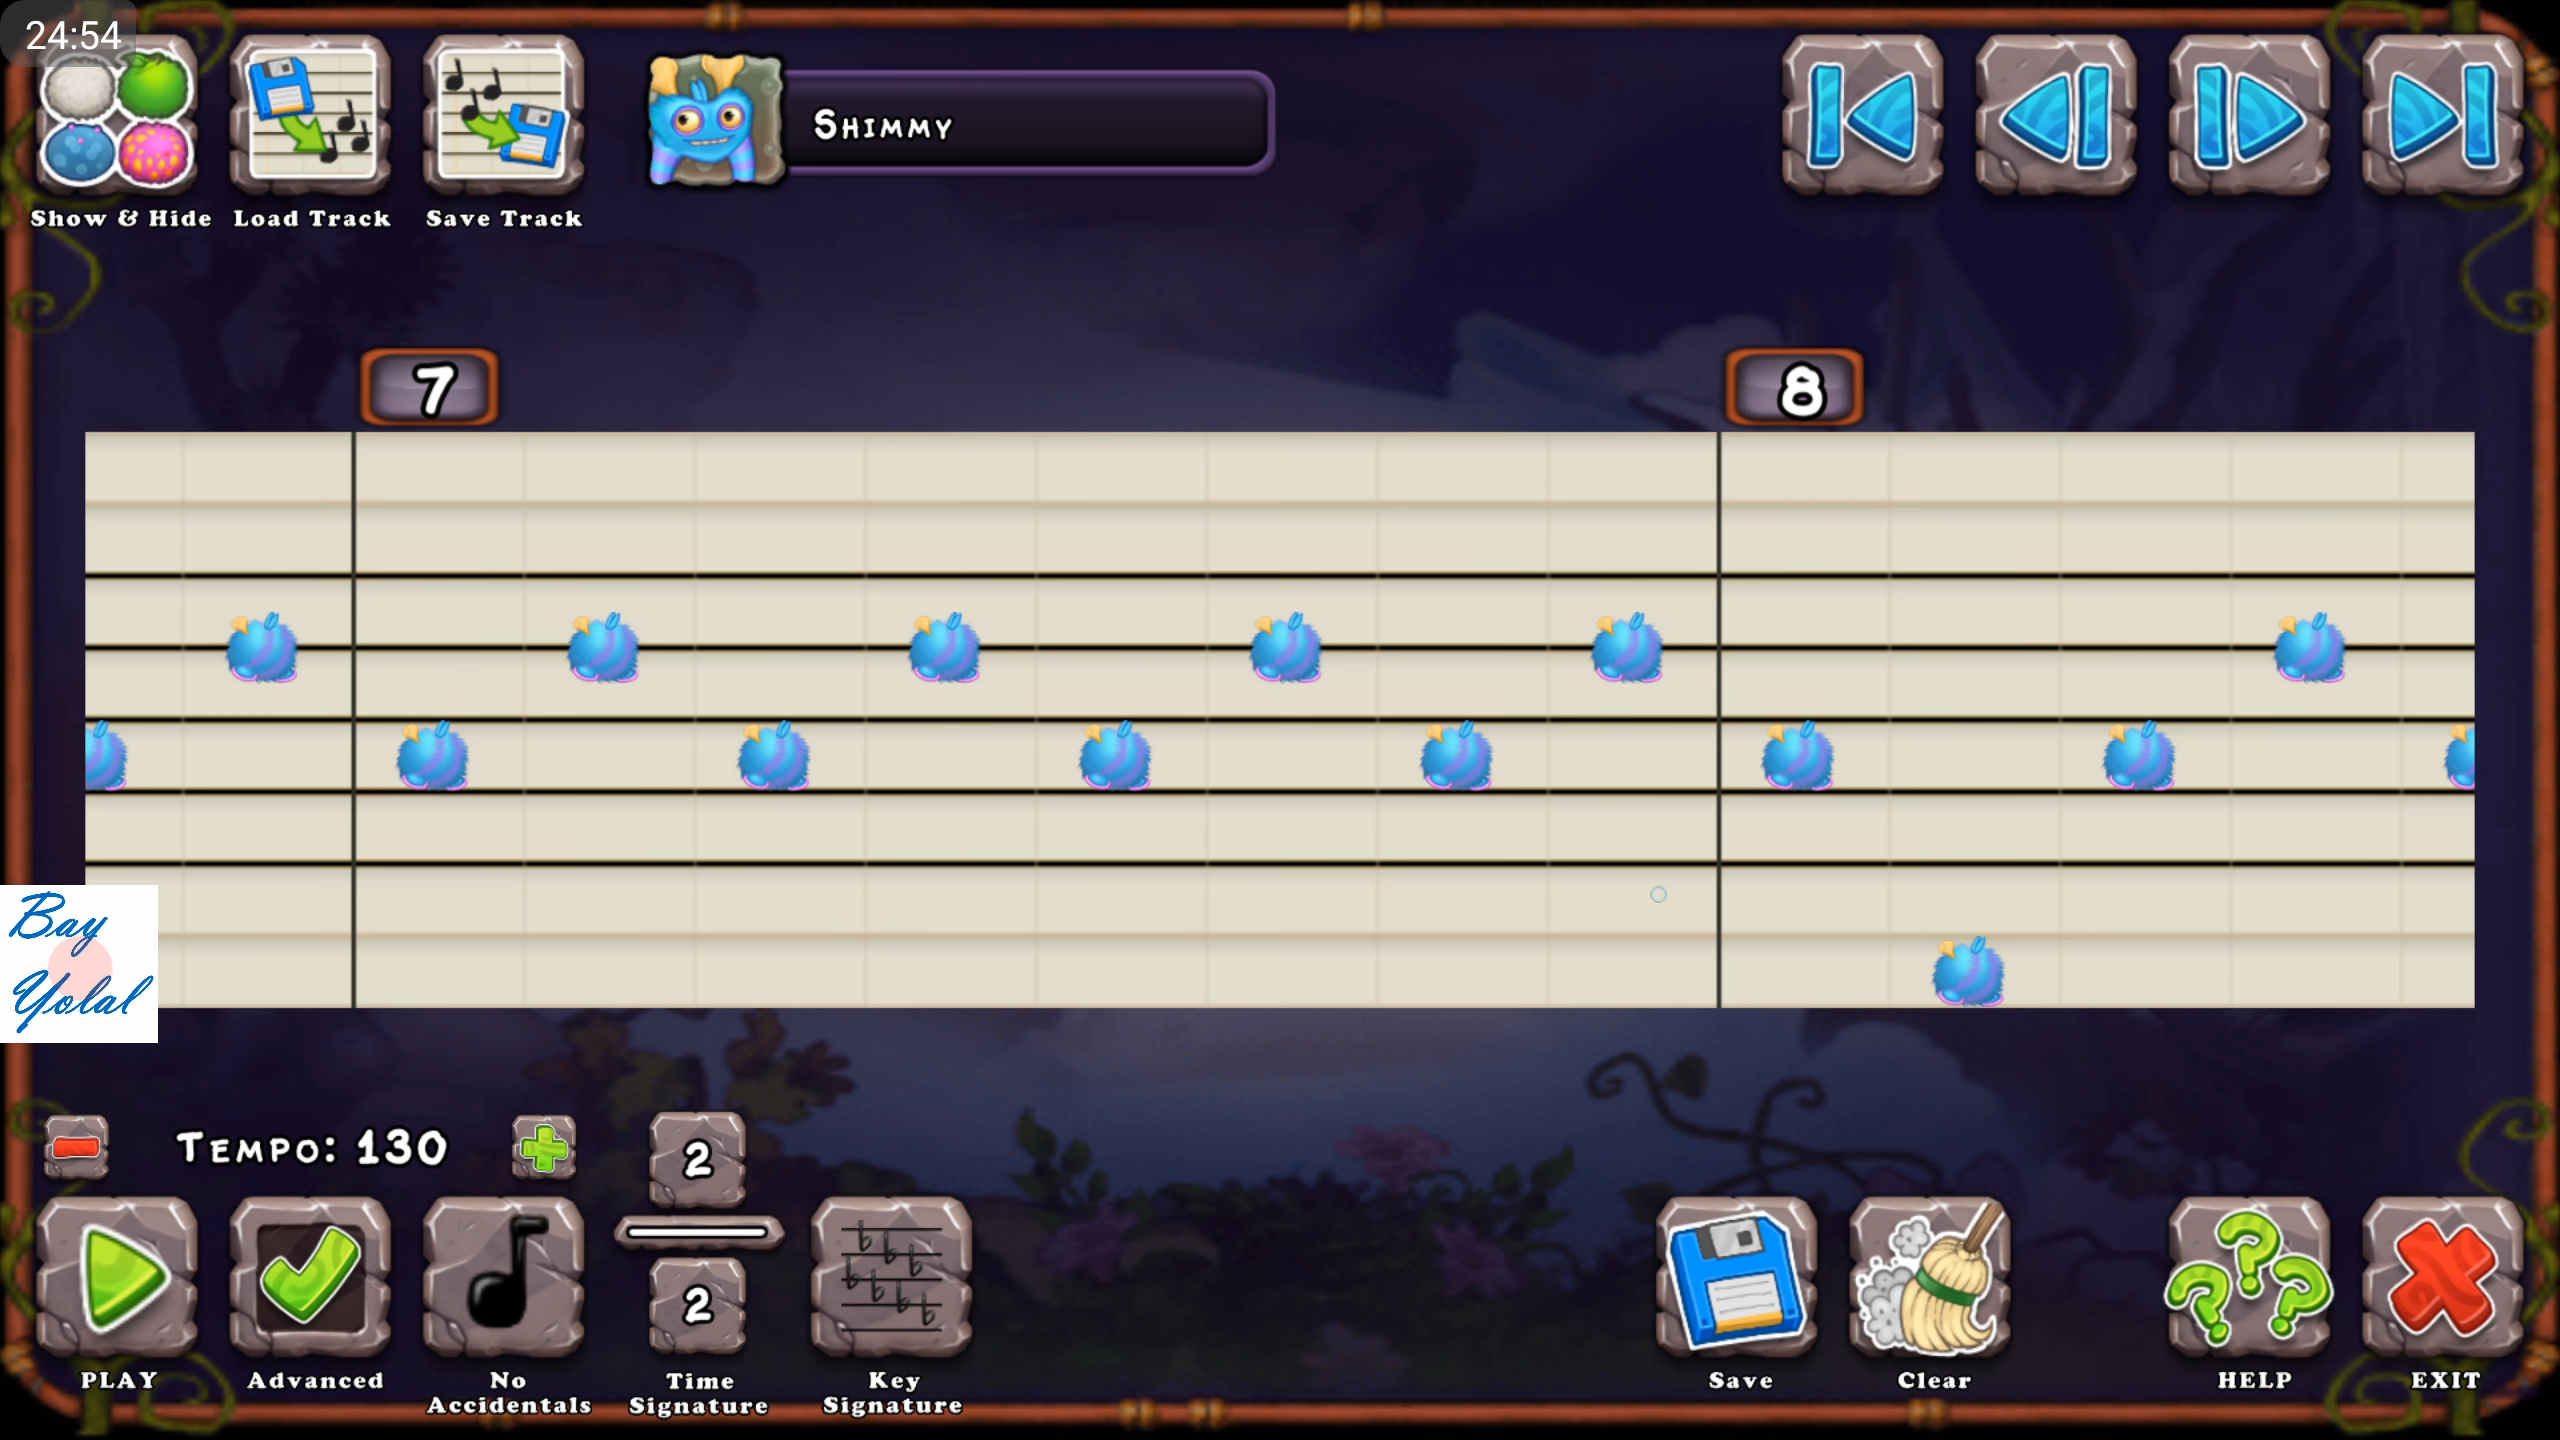 24:54
Show & Hide
Load Track
Save Track
Shimmy
7
8
Bay
Yolal
Tempo: 130
2
2
PLAY
Advanced
No
Accidentals
Time
Signature
Key
Signature
Save
Clear
HELP
EXIT